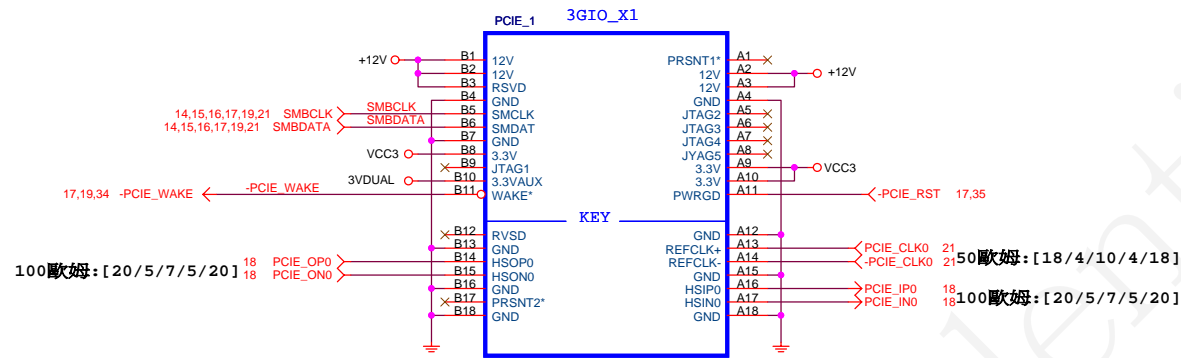 PCIE_1 3GIO_X1
+12V B1 12V PRSNT1* A1
B2 12V 12V A2 +12V
B3 RSVD 12V A3
B4 GND GND A4
14,15,16,17,19,21 SMBCLK SMBCLK B5 SMCLK JTAG2 A5
14,15,16,17,19,21 SMBDATA SMBDATA B6 SMDAT JTAG3 A6
B7 GND JTAG4 A7
VCC3 B8 3.3V JYAG5 A8
B9 JTAG1 3.3V A9 VCC3
3VDUAL B10 3.3VAUX 3.3V A10
17,19,34 -PCIE_WAKE -PCIE_WAKE B11 WAKE* PWRGD A11 -PCIE_RST 17,35
KEY
B12 RVSD GND A12
B13 GND REFCLK+ A13 PCIE_CLK0 21
18 PCIE_OP0 B14 HSOP0 REFCLK- A14 -PCIE_CLK0 21 50歐姆:[18/4/10/4/18]
100歐姆:[20/5/7/5/20] 18 PCIE_ON0 B15 HSON0 GND A15
B16 GND HSIP0 A16 PCIE_IP0 18
B17 PRSNT2* HSIN0 A17 PCIE_IN0 18 100歐姆:[20/5/7/5/20]
B18 GND GND A18